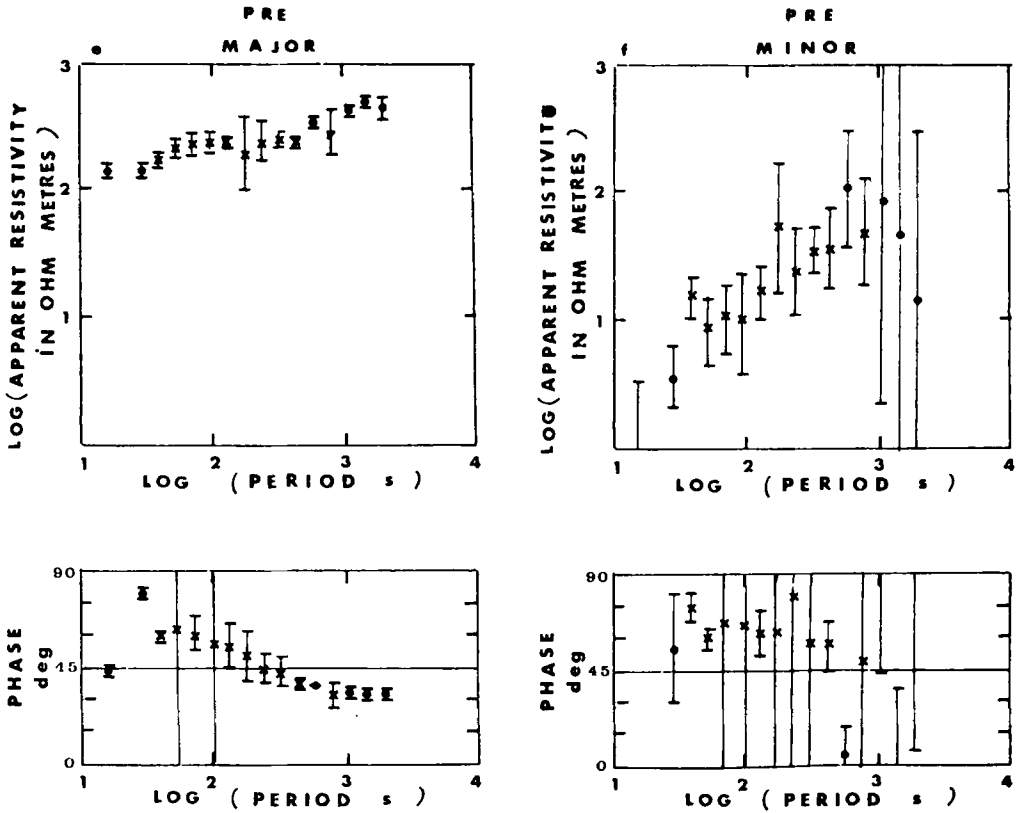 PRE
MAJOR
e
3
2
1
LOG(APPARENT RESISTIVITY
IN OHM METRES)
1 2 3 4
LOG (PERIOD s)
PRE
MINOR
f
3
2
1
LOG(APPARENT RESISTIVIT
IN OHM METRES)
1 2 3 4
LOG (PERIOD s)
90
45
0
PHASE
deg
1 2 3 4
LOG (PERIOD s)
90
45
0
PHASE
deg
1 2 3 4
LOG (PERIOD s)